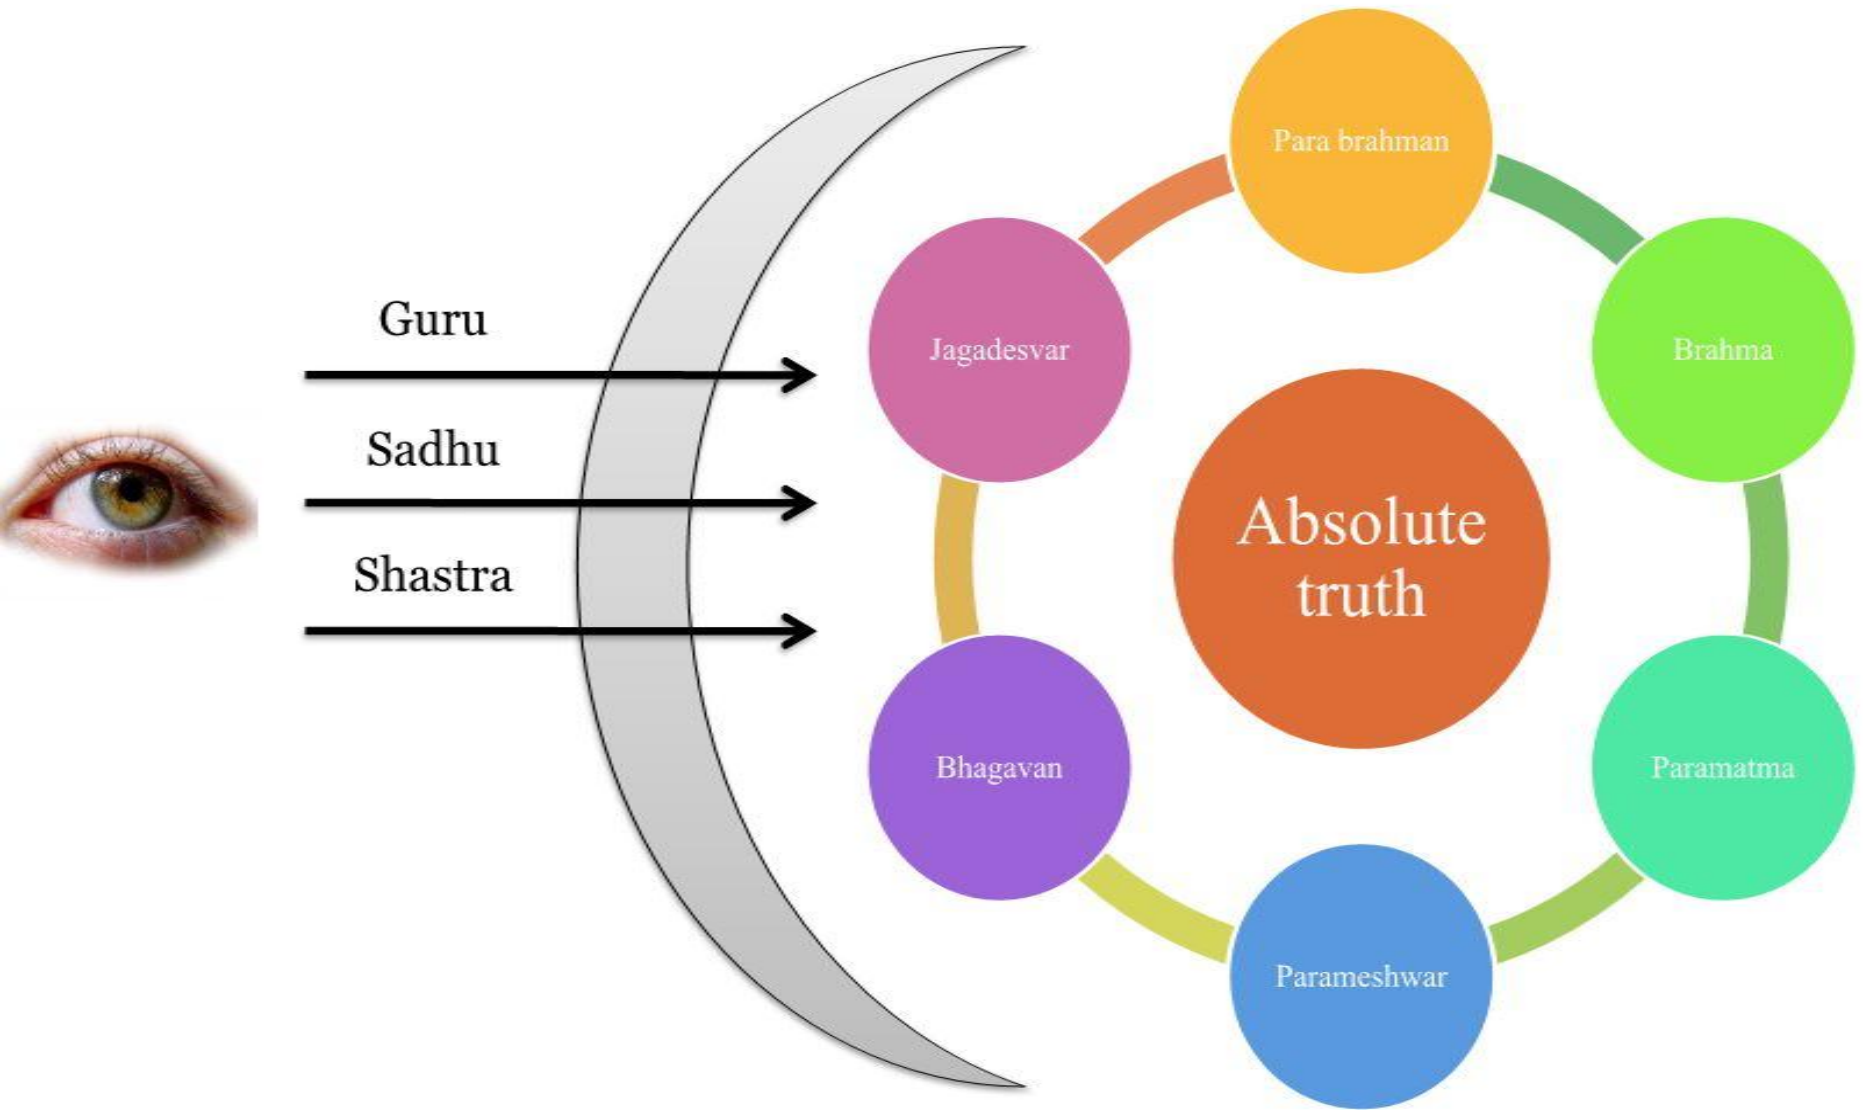 Guru
Sadhu
Shastra
Para brahman
Brahma
Paramatma
Parameshwar
Bhagavan
Jagadesvar
Absolute
truth